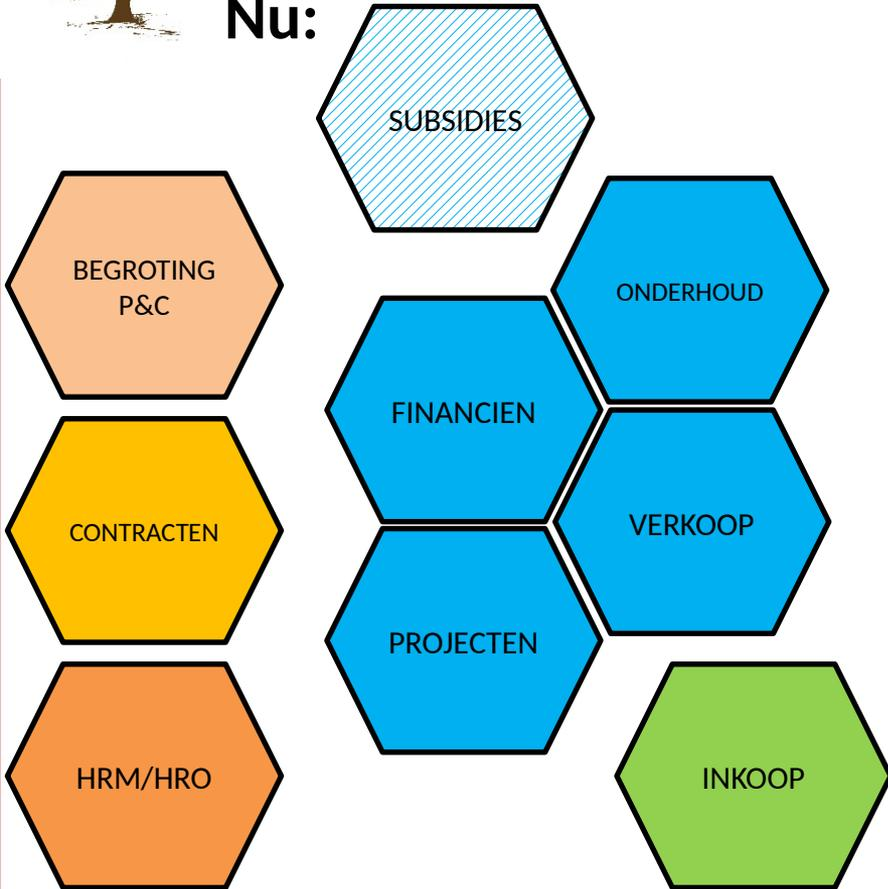 Nu:
SUBSIDIES
BEGROTING
P&C
ONDERHOUD
FINANCIEN
CONTRACTEN
VERKOOP
PROJECTEN
HRM/HRO
INKOOP